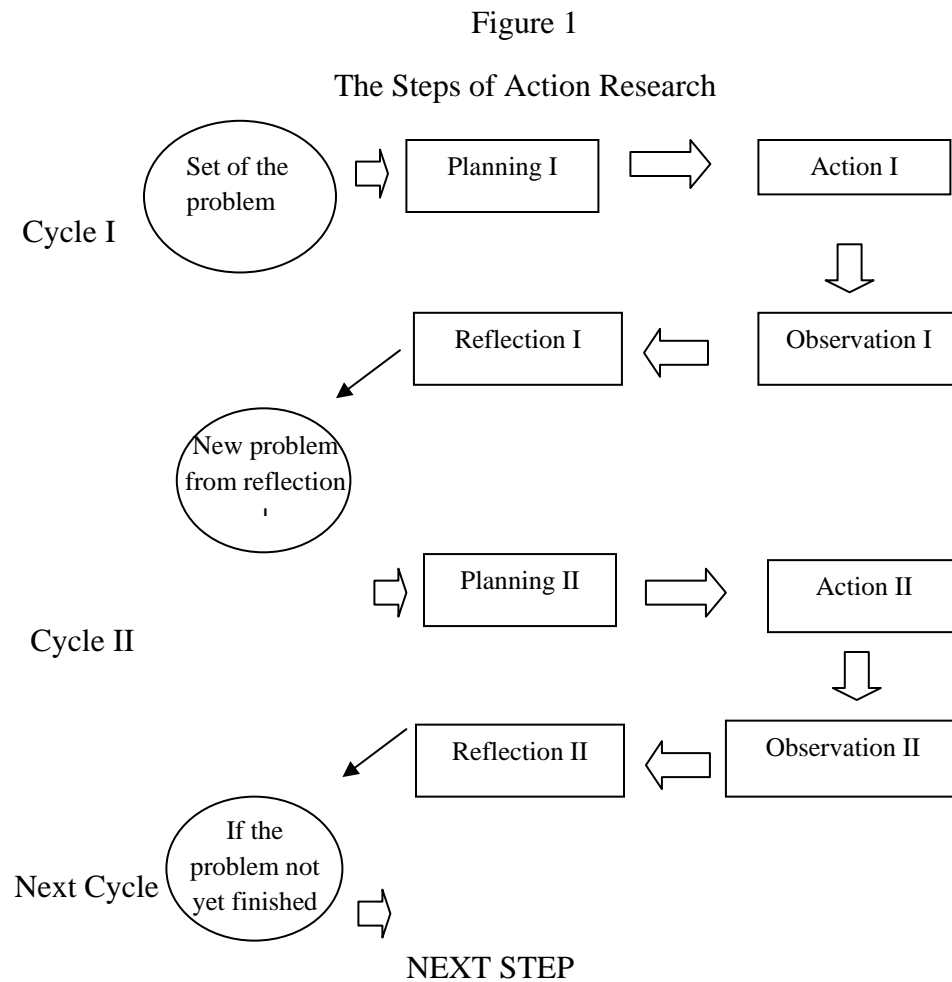 Figure 1
The Steps of Action Research
Set of the
problem
Planning I
Action I
Cycle I
Reflection I
Observation I
New problem
from reflection
Planning II
Action II
Cycle II
Reflection II
Observation II
If the
problem not
yet finished
Next Cycle
NEXT STEP